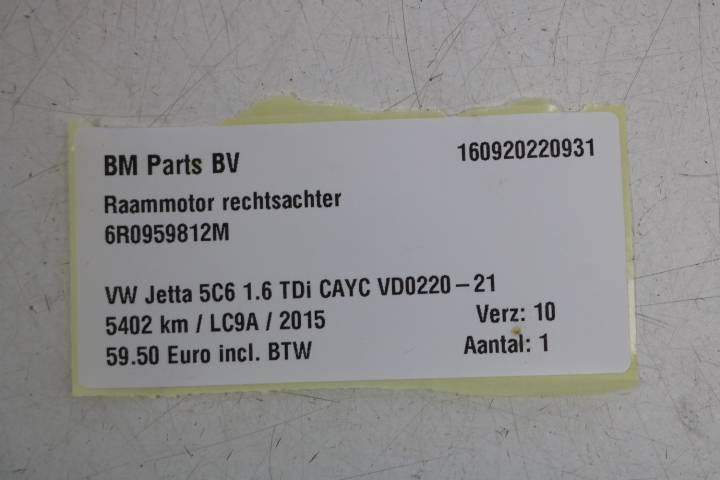 BM Parts BV 160920220931
Raammotor rechtsachter
6R0959812M
VW Jetta 5C6 1.6 TDi CAYC VD0220-21
5402 km / LC9A / 2015 Verz: 10
59.50 Euro incl. BTW Aantal: 1